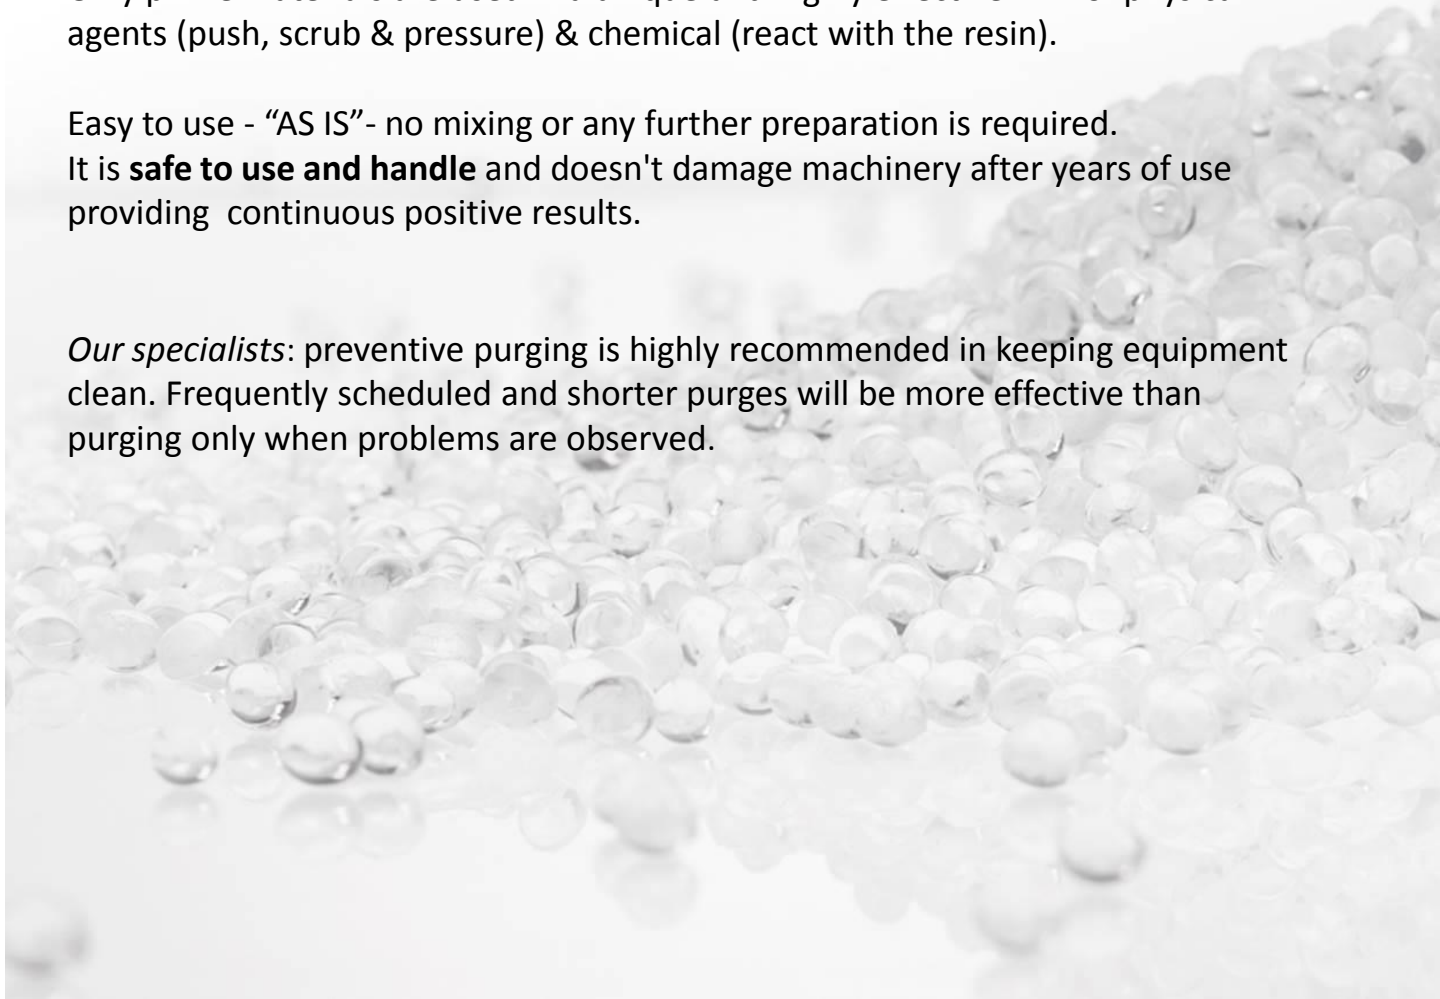 agents (push, scrub & pressure) & chemical (react with the resin).
Easy to use - “AS IS”- no mixing or any further preparation is required.
It is safe to use and handle and doesn't damage machinery after years of use
providing  continuous positive results.
Our specialists: preventive purging is highly recommended in keeping equipment
clean. Frequently scheduled and shorter purges will be more effective than
purging only when problems are observed.